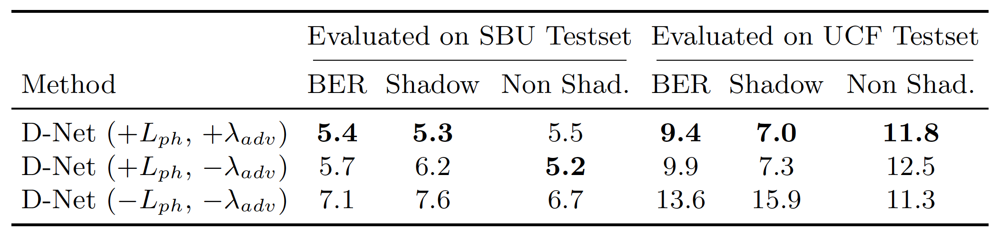 Evaluated on SBU Testset Evaluated on UCF Testset
Method BER Shadow Non Shad. BER Shadow Non Shad.
D-Net (+L_ph, +λ_adv) 5.4 5.3 5.5 9.4 7.0 11.8
D-Net (+L_ph, −λ_adv) 5.7 6.2 5.2 9.9 7.3 12.5
D-Net (−L_ph, −λ_adv) 7.1 7.6 6.7 13.6 15.9 11.3